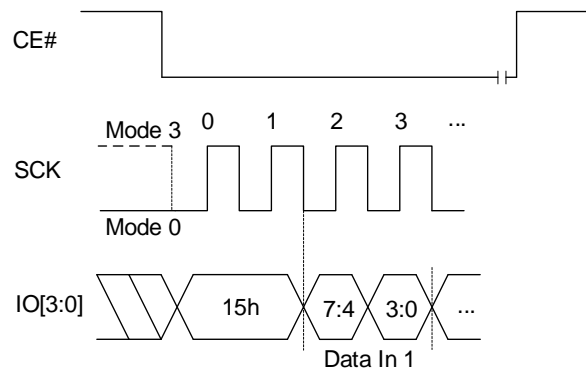 CE#
Mode 3 0 1 2 3 ...
SCK
Mode 0
IO[3:0] 15h 7:4 3:0 ...
Data In 1